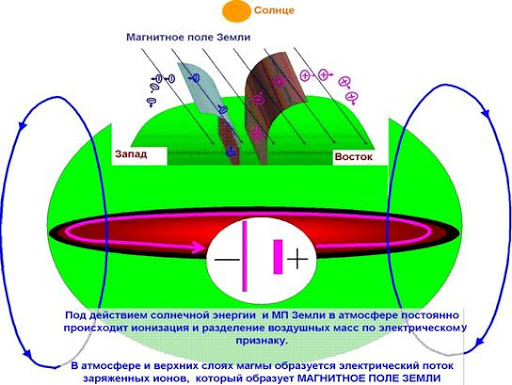 Солнце
Магнитное поле Земли
Запад
Восток
− +
Под действием солнечной энергии и МП Земли в атмосфере постоянно
происходит ионизация и разделение воздушных масс по электрическому
признаку.
В атмосфере и верхних слоях магмы образуется электрический поток
заряженных ионов, который образует МАГНИТНОЕ ПОЛЕ ЗЕМЛИ